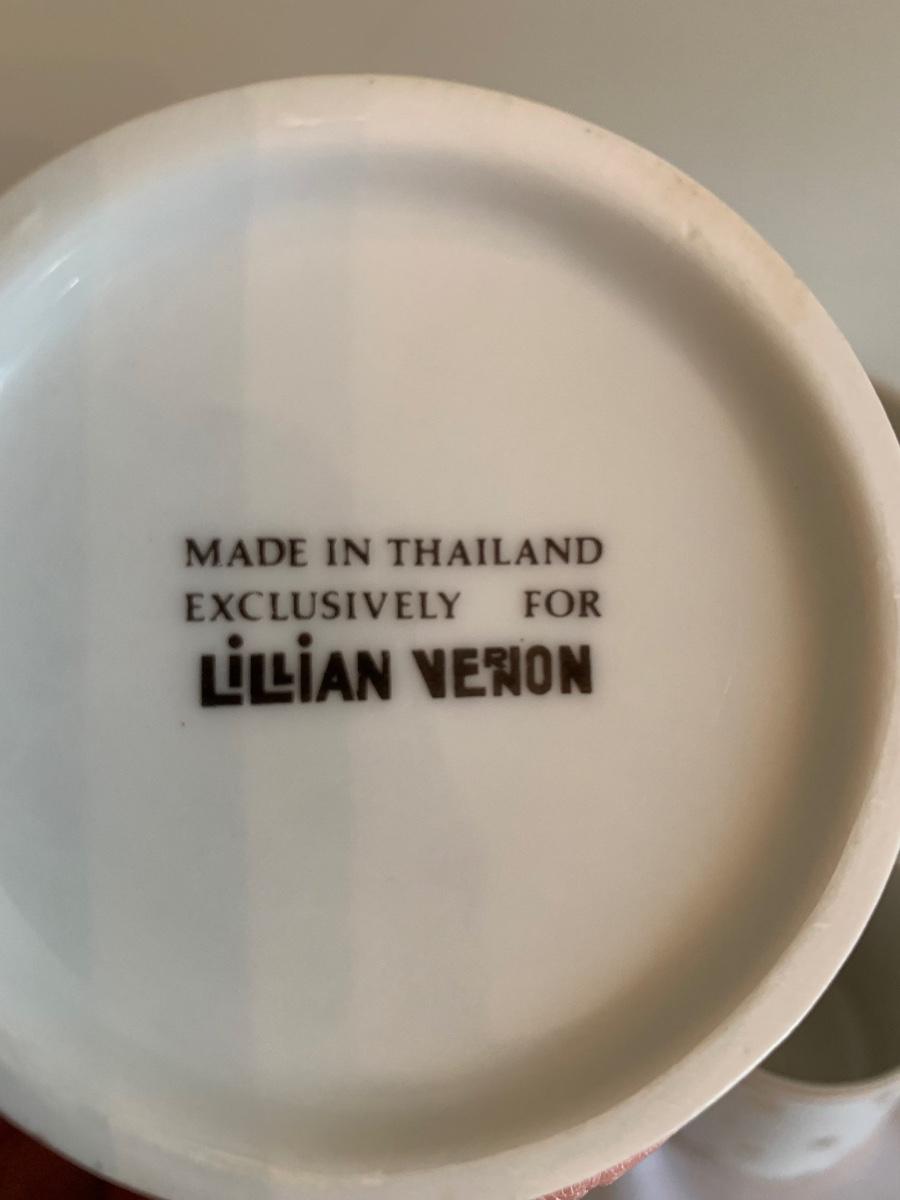 MADE IN THAILAND
EXCLUSIVELY FOR
LiLLiAN VERNON